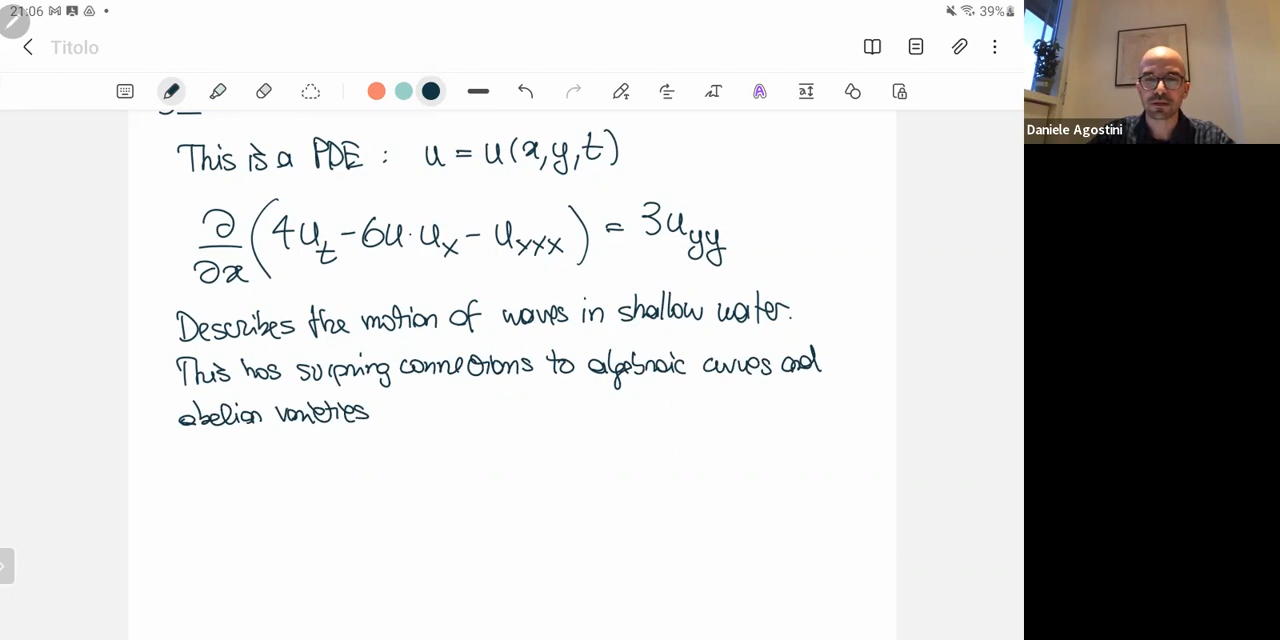 21:06
39%
Titolo
Daniele Agostini
This is a PDE : u = u(x,y,t)
∂/∂x (4u_t - 6u·u_x - u_xxx) = 3u_yy
Describes the motion of waves in shallow water.
This has surprising connections to algebraic curves and
abelian varieties